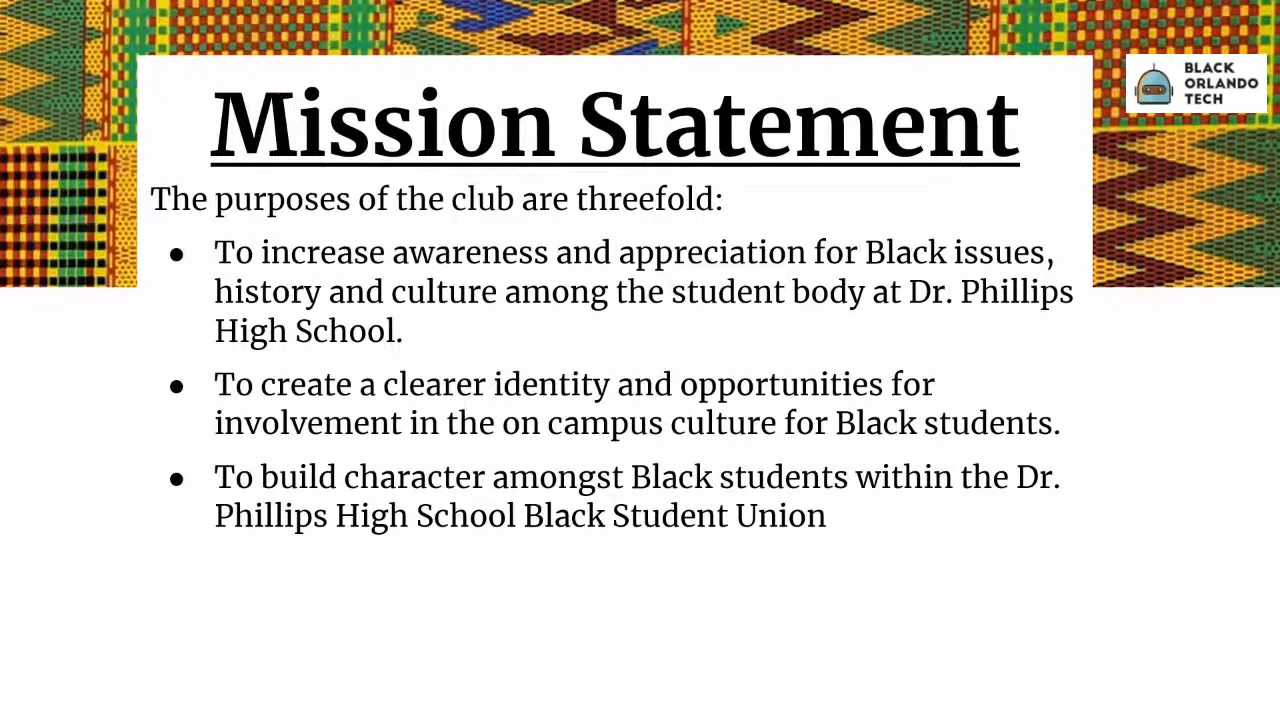 BLACK
ORLANDO
TECH
Mission Statement
The purposes of the club are threefold:
● To increase awareness and appreciation for Black issues,
history and culture among the student body at Dr. Phillips
High School.
● To create a clearer identity and opportunities for
involvement in the on campus culture for Black students.
● To build character amongst Black students within the Dr.
Phillips High School Black Student Union